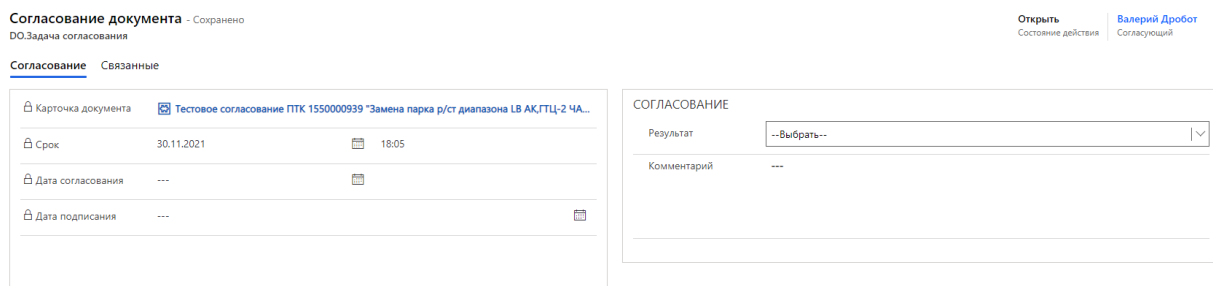 Согласование документа - Сохранено
DO.Задача согласования
Открыть
Состояние действия
Валерий Дробот
Согласующий
Согласование Связанные
Карточка документа Тестовое согласование ПТК 1550000939 "Замена парка р/ст диапазона LB АК,ГТЦ-2 ЧА...
Срок 30.11.2021 18:05
Дата согласования ---
Дата подписания ---
СОГЛАСОВАНИЕ
Результат --Выбрать--
Комментарий ---